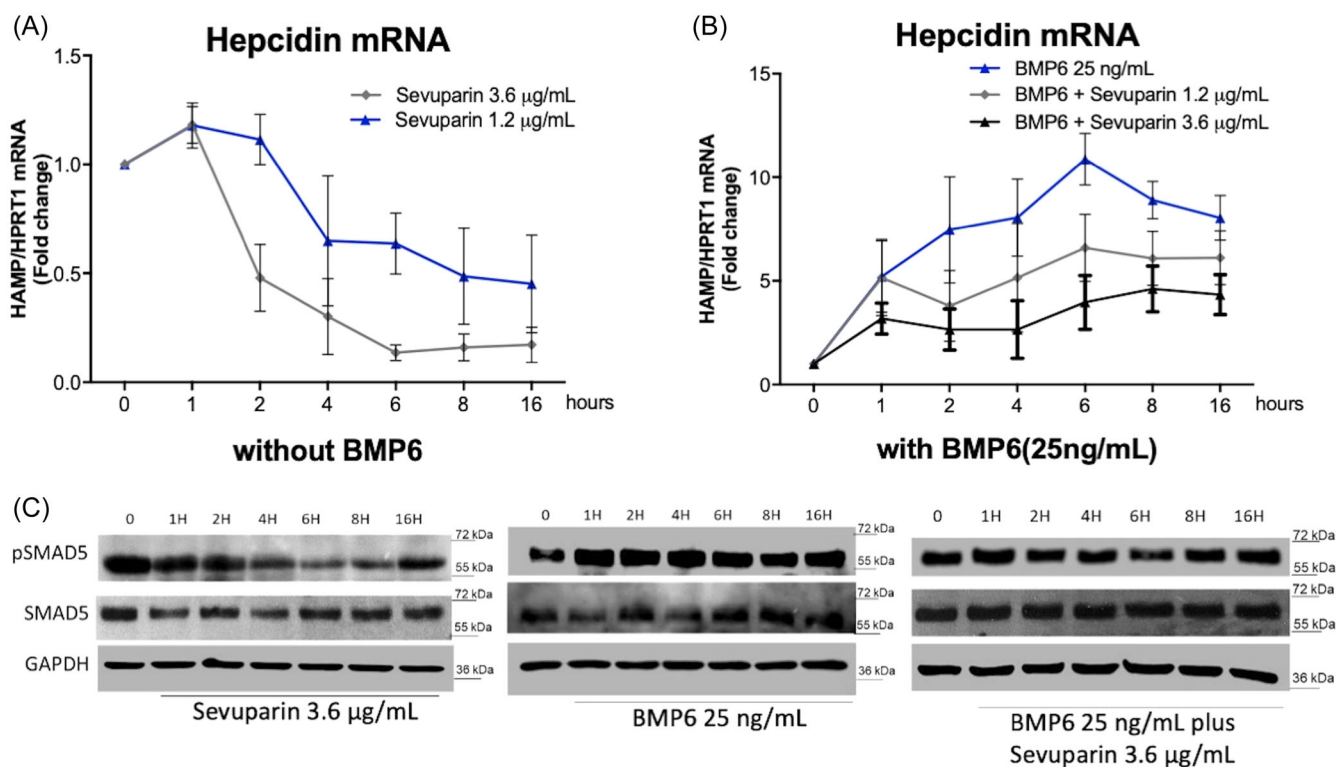 (A)
Hepcidin mRNA
1.5
1.0
0.5
0.0
HAMP/HPRT1 mRNA
(Fold change)
Sevuparin 3.6 μg/mL
Sevuparin 1.2 μg/mL
0 1 2 4 6 8 16 hours
without BMP6
(B)
Hepcidin mRNA
15
10
5
0
HAMP/HPRT1 mRNA
(Fold change)
BMP6 25 ng/mL
BMP6 + Sevuparin 1.2 μg/mL
BMP6 + Sevuparin 3.6 μg/mL
0 1 2 4 6 8 16 hours
with BMP6(25ng/mL)
(C)
0 1H 2H 4H 6H 8H 16H
pSMAD5
72 kDa
55 kDa
SMAD5
72 kDa
55 kDa
GAPDH
36 kDa
Sevuparin 3.6 μg/mL
0 1H 2H 4H 6H 8H 16H
72 kDa
55 kDa
72 kDa
55 kDa
36 kDa
BMP6 25 ng/mL
0 1H 2H 4H 6H 8H 16H
72 kDa
55 kDa
72 kDa
55 kDa
36 kDa
BMP6 25 ng/mL plus
Sevuparin 3.6 μg/mL